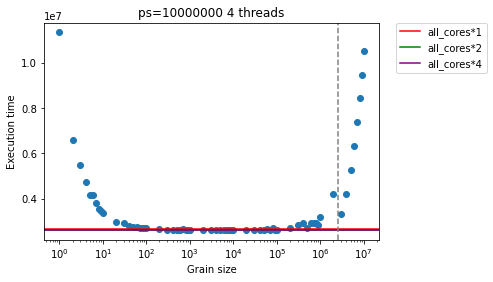 ps=10000000 4 threads
1e7
1.0
0.8
0.6
0.4
Execution time
10^0
10^1
10^2
10^3
10^4
10^5
10^6
10^7
Grain size
all_cores*1
all_cores*2
all_cores*4